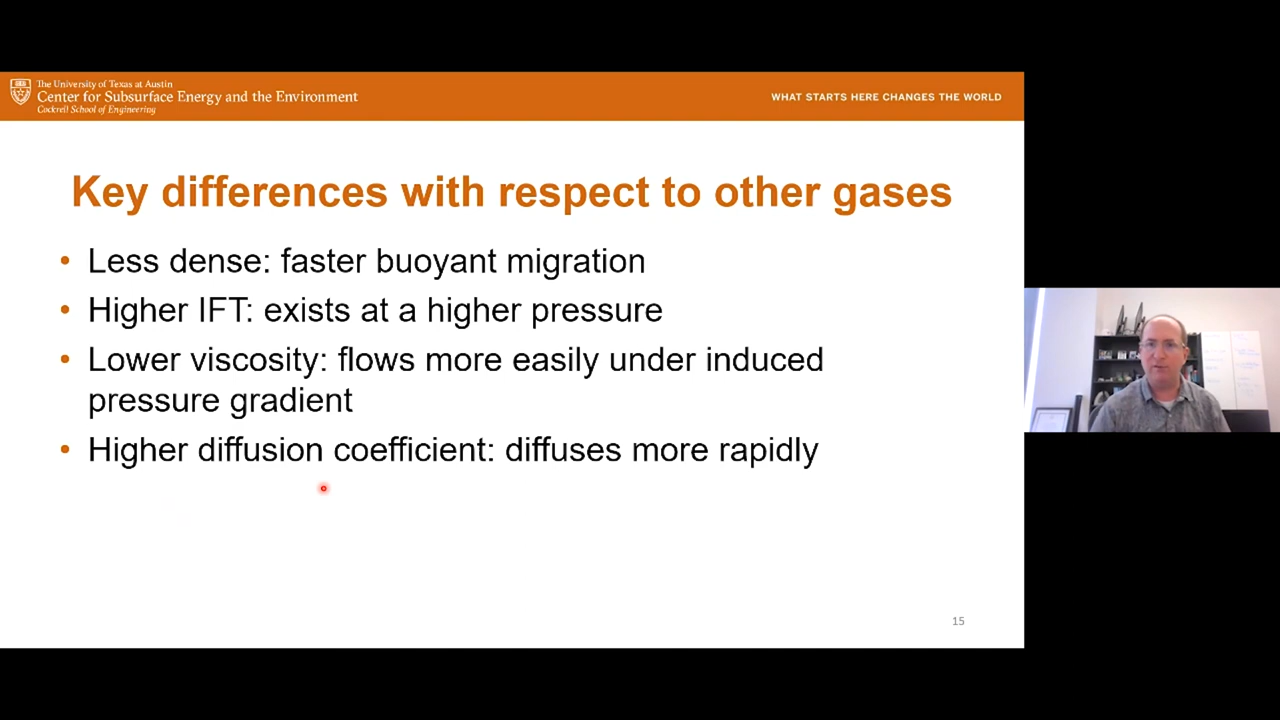 The University of Texas at Austin
Center for Subsurface Energy and the Environment
Cockrell School of Engineering
WHAT STARTS HERE CHANGES THE WORLD
Key differences with respect to other gases
• Less dense: faster buoyant migration
• Higher IFT: exists at a higher pressure
• Lower viscosity: flows more easily under induced
pressure gradient
• Higher diffusion coefficient: diffuses more rapidly
15